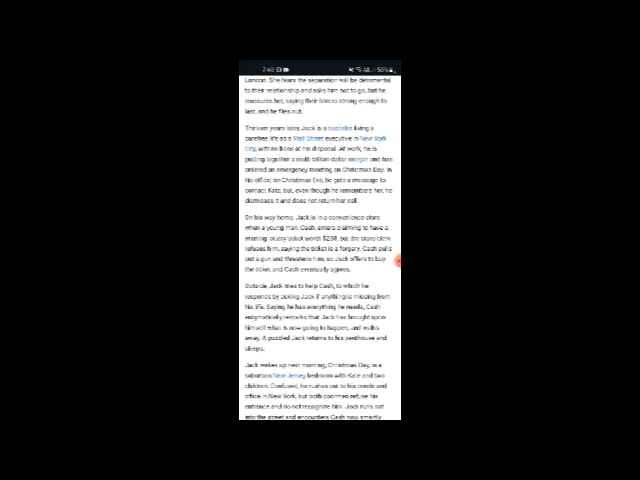 7:40
58%
London. She fears the separation will be detrimental
to their relationship and asks him not to go, but he
reassures her, saying their love is strong enough to
last, and he flies out.
Thirteen years later, Jack is a bachelor living a
carefree life as a Wall Street executive in New York
City, with millions at his disposal. At work, he is
putting together a multi-billion-dollar merger and has
ordered an emergency meeting on Christmas Day. In
his office, on Christmas Eve, he gets a message to
contact Kate, but, even though he remembers her, he
dismisses it and does not return her call.
On his way home, Jack is in a convenience store
when a young man, Cash, enters claiming to have a
winning lottery ticket worth $238, but the store clerk
refuses him, saying the ticket is a forgery. Cash pulls
out a gun and threatens him, so Jack offers to buy
the ticket and Cash eventually agrees.
Outside, Jack tries to help Cash, to which he
responds by asking Jack if anything is missing from
his life. Saying he has everything he needs, Cash
enigmatically remarks that Jack has brought upon
himself what is now going to happen, and walks
away. A puzzled Jack returns to his penthouse and
sleeps.
Jack wakes up next morning, Christmas Day, in a
suburban New Jersey bedroom with Kate and two
children. Confused, he rushes out to his condo and
office in New York, but both doormen refuse his
entrance and do not recognize him. Jack runs out
into the street and encounters Cash now smartly